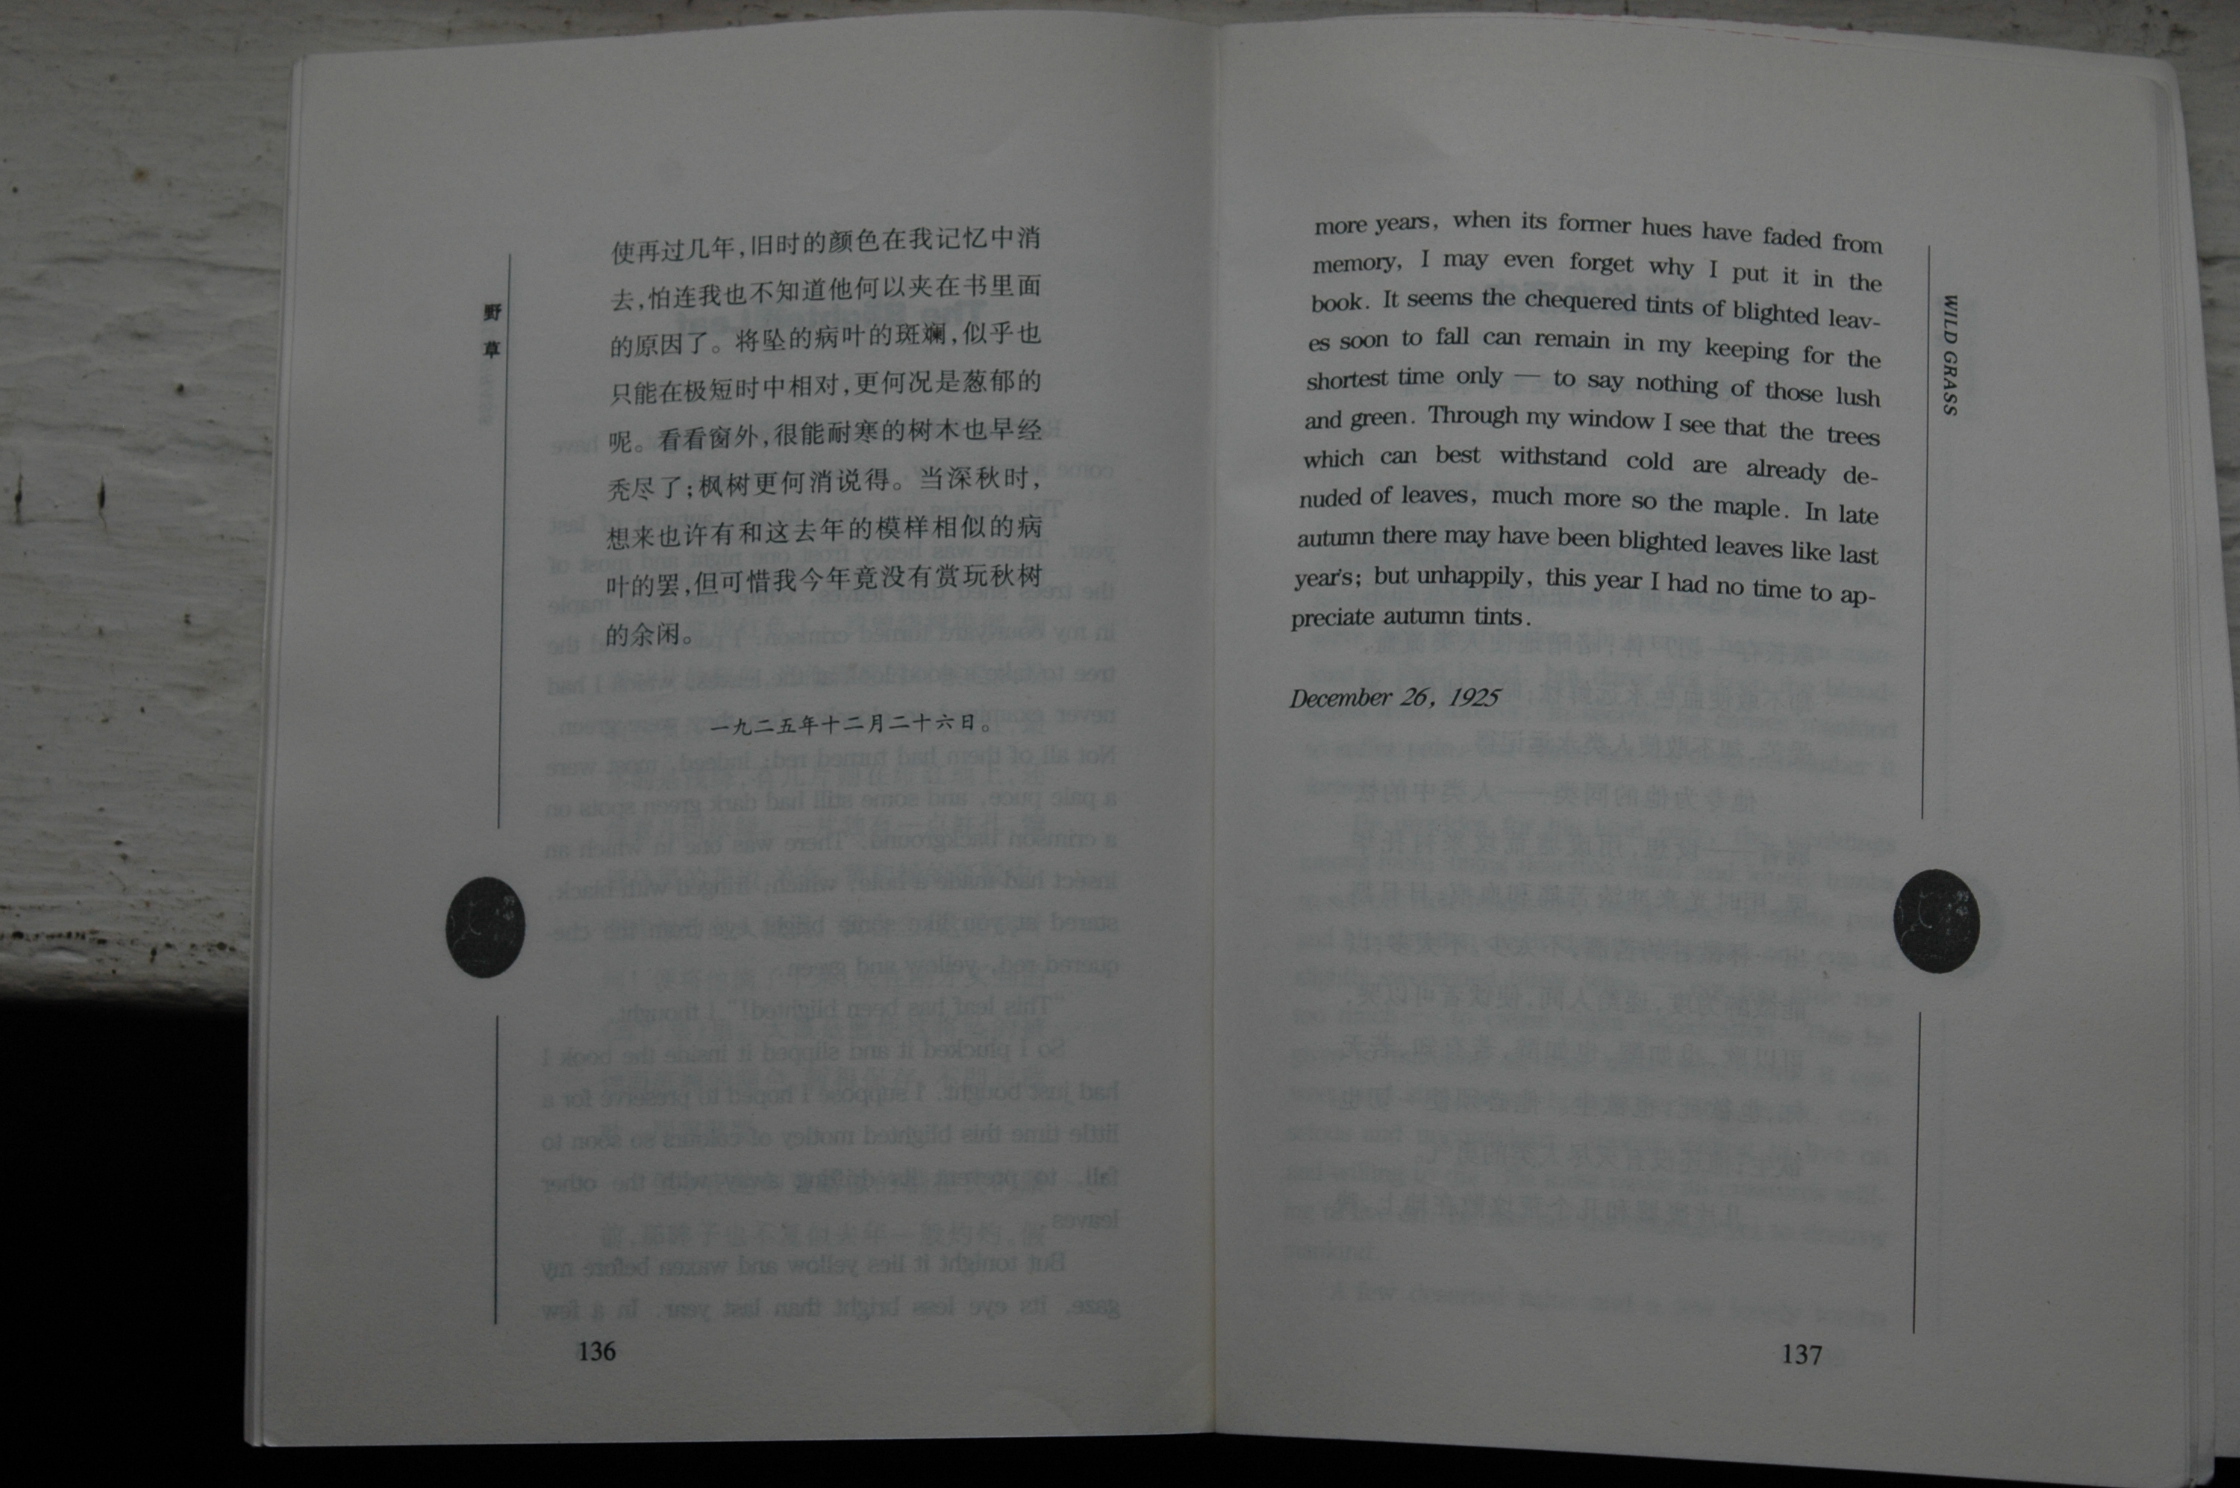 野草
使再过几年,旧时的颜色在我记忆中消
去,怕连我也不知道他何以夹在书里面
的原因了。将坠的病叶的斑斓,似乎也
只能在极短时中相对,更何况是葱郁的
呢。看看窗外,很能耐寒的树木也早经
秃尽了;枫树更何消说得。当深秋时,
想来也许有和这去年的模样相似的病
叶的罢,但可惜我今年竟没有赏玩秋树
的余闲。
一九二五年十二月二十六日。
136
more years, when its former hues have faded from
memory, I may even forget why I put it in the
book. It seems the chequered tints of blighted leav-
es soon to fall can remain in my keeping for the
shortest time only — to say nothing of those lush
and green. Through my window I see that the trees
which can best withstand cold are already de-
nuded of leaves, much more so the maple. In late
autumn there may have been blighted leaves like last
year's; but unhappily, this year I had no time to ap-
preciate autumn tints.
December 26, 1925
WILD GRASS
137